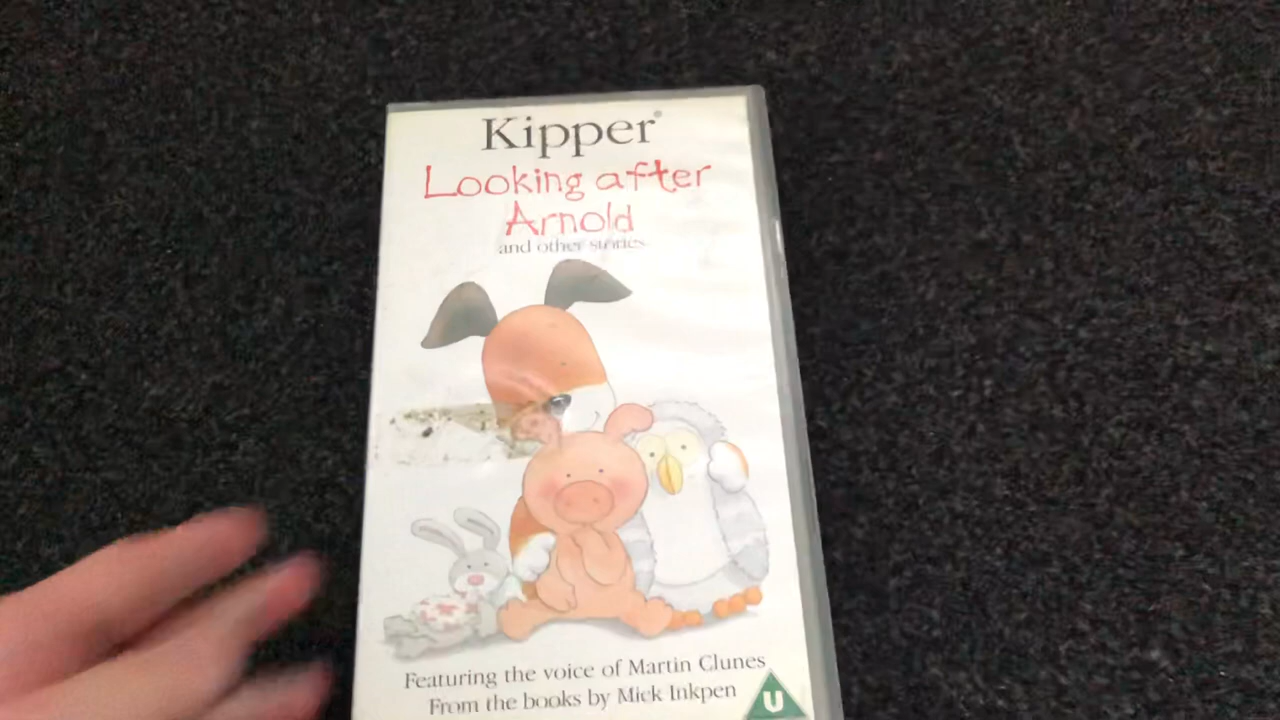 Kipper®
Looking after
Arnold
and other stories
Featuring the voice of Martin Clunes
From the books by Mick Inkpen
U